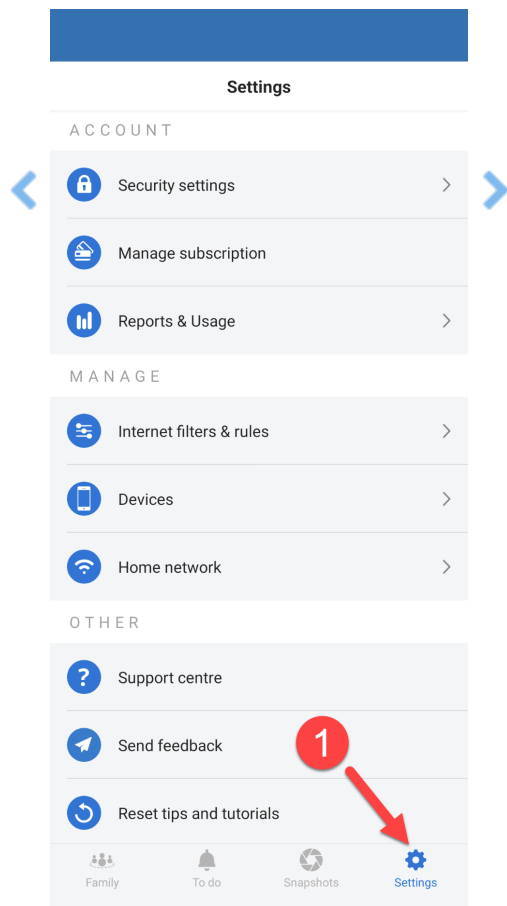 Settings
ACCOUNT
Security settings
Manage subscription
Reports & Usage
MANAGE
Internet filters & rules
Devices
Home network
OTHER
?
Support centre
Send feedback
1
Reset tips and tutorials
Family To do Snapshots Settings